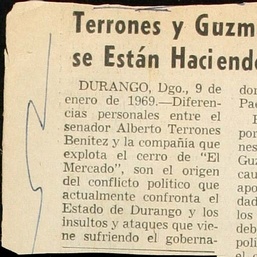 Terrones y Guzm
se Están Haciend
DURANGO, Dgo., 9 de
enero de 1969.—Diferen-
cias personales entre el
senador Alberto Terrones
Benítez y la compañia que
explota el cerro de "El
Mercado", son el origen
del conflicto politico que
actualmente confronta el
Estado de Durango y los
insultos y ataques que vie-
ne sufriendo el goberna-